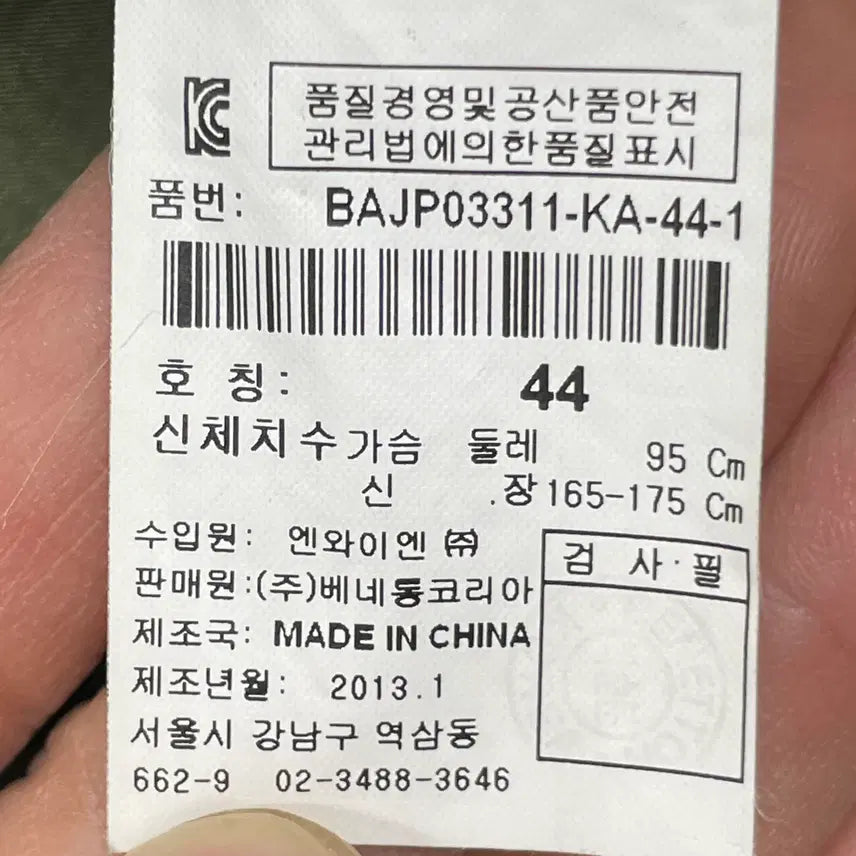 KC
품질경영및공산품안전
관리법에의한품질표시
품번: BAJP03311-KA-44-1
호 칭: 44
신체치수가슴 둘레 95 Cm
신 .장 165-175 Cm
수입원: 엔와이엔 ㈜
검 사·필
판매원:(주)베네통코리아
제조국: MADE IN CHINA
제조년월: 2013.1
서울시 강남구 역삼동
662-9 02-3488-3646